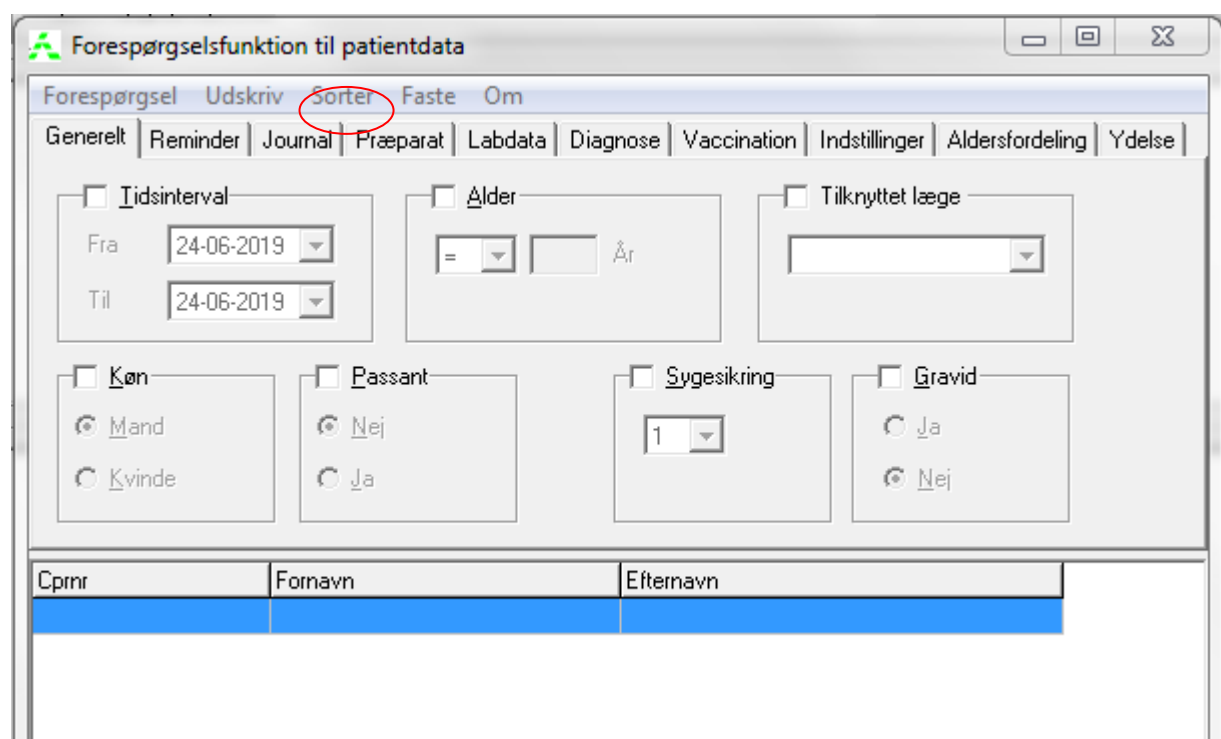 Forespørgselsfunktion til patientdata
Forespørgsel Udskriv Sorter Faste Om
Generelt Reminder Journal Præparat Labdata Diagnose Vaccination Indstillinger Aldersfordeling Ydelse
Tidsinterval Alder Tilknyttet læge
Fra 24-06-2019 = År
Til 24-06-2019
Køn Passant Sygesikring Gravid
Mand Nej 1 Ja
Kvinde Ja Nej
Cprnr Fornavn Efternavn